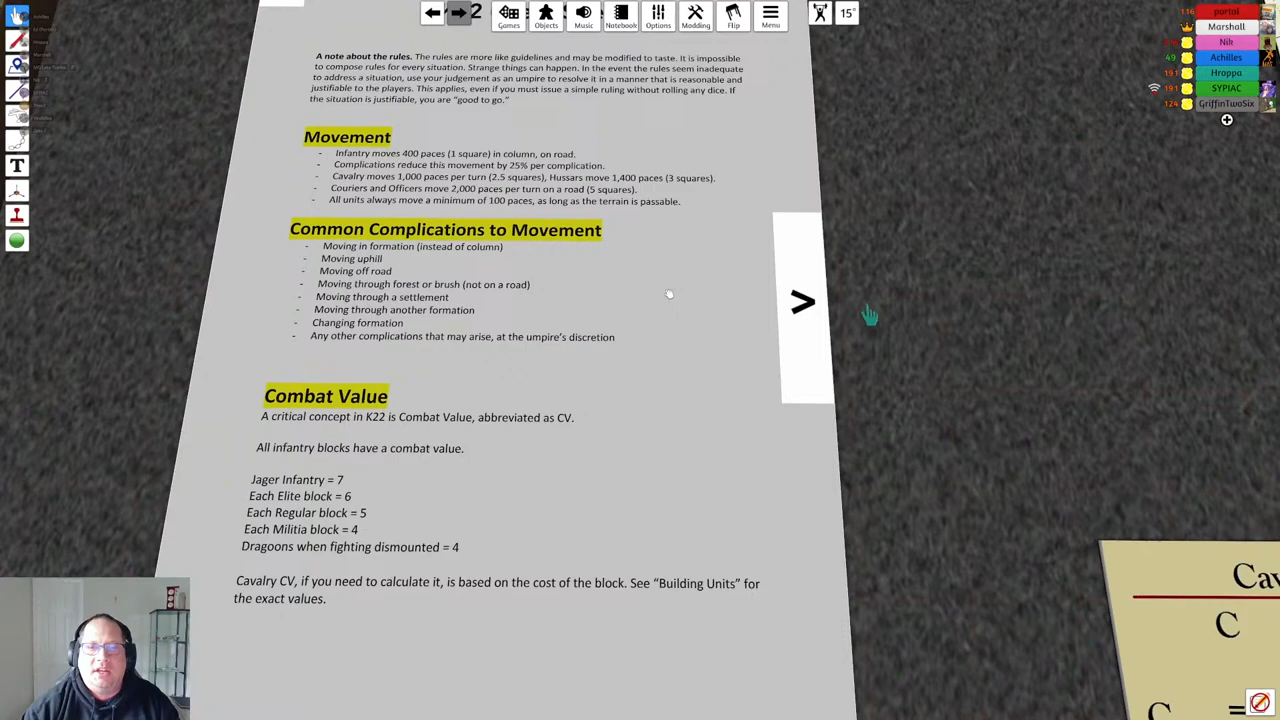 2
Games
Objects
Music
Notebook
Options
Modding
Flip
Menu
15°
116 portal
Marshall
Nik
49 Achilles
191 Hroppa
191 SYPIAC
124 GriffinTwoSix
A note about the rules. The rules are more like guidelines and may be modified to taste. It is impossible
to compose rules for every situation. Strange things can happen. In the event the rules seem inadequate
to address a situation, use your judgement as an umpire to resolve it in a manner that is reasonable and
justifiable to the players. This applies, even if you must issue a simple ruling without rolling any dice. If
the situation is justifiable, you are "good to go."
Movement
- Infantry moves 400 paces (1 square) in column, on road.
- Complications reduce this movement by 25% per complication.
- Cavalry moves 1,000 paces per turn (2.5 squares), Hussars move 1,400 paces (3 squares).
- Couriers and Officers move 2,000 paces per turn on a road (5 squares).
- All units always move a minimum of 100 paces, as long as the terrain is passable.
Common Complications to Movement
- Moving in formation (instead of column)
- Moving uphill
- Moving off road
- Moving through forest or brush (not on a road)
- Moving through a settlement
- Moving through another formation
- Changing formation
- Any other complications that may arise, at the umpire's discretion
>
Combat Value
A critical concept in K22 is Combat Value, abbreviated as CV.
All infantry blocks have a combat value.
Jager Infantry = 7
Each Elite block = 6
Each Regular block = 5
Each Militia block = 4
Dragoons when fighting dismounted = 4
Cavalry CV, if you need to calculate it, is based on the cost of the block. See "Building Units" for
the exact values.
T
Cav
C
C =